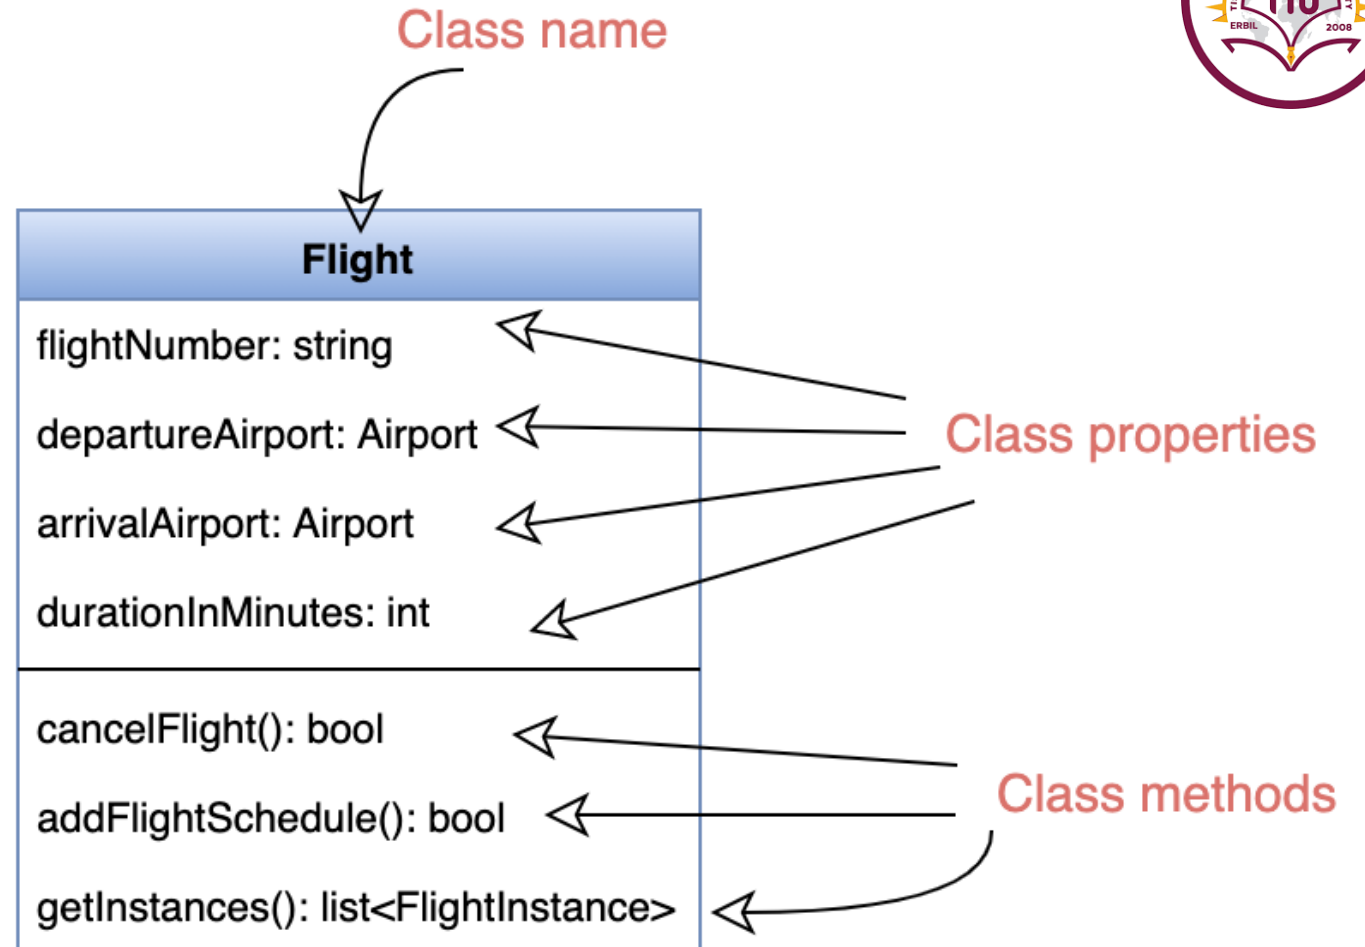 Class name
TIU
ERBIL
2008
Flight
flightNumber: string
departureAirport: Airport
Class properties
arrivalAirport: Airport
durationInMinutes: int
cancelFlight(): bool
Class methods
addFlightSchedule(): bool
getInstances(): list<FlightInstance>